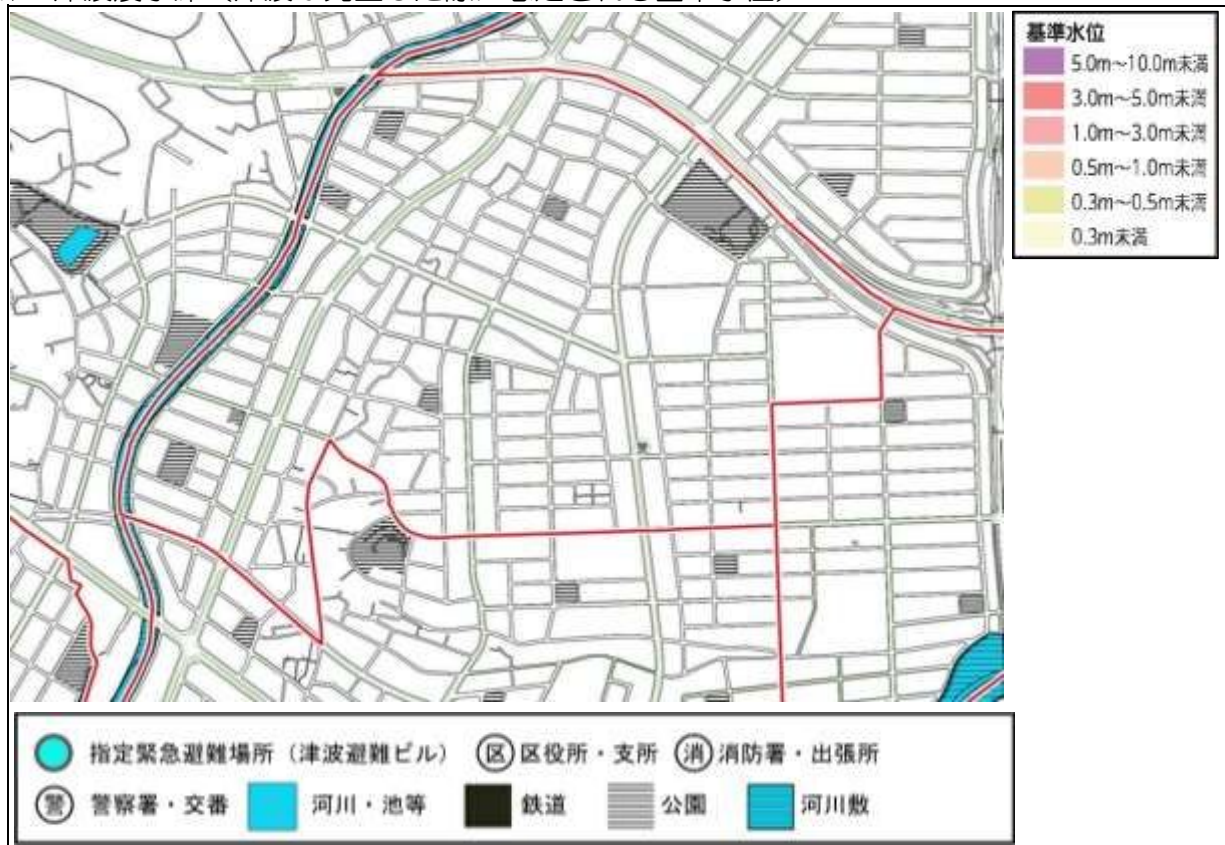 基準水位
5.0m～10.0m未満
3.0m～5.0m未満
1.0m～3.0m未満
0.5m～1.0m未満
0.3m～0.5m未満
0.3m未満
指定緊急避難場所（津波避難ビル） 区 区役所・支所 消 消防署・出張所
警 警察署・交番 河川・池等 鉄道 公園 河川敷